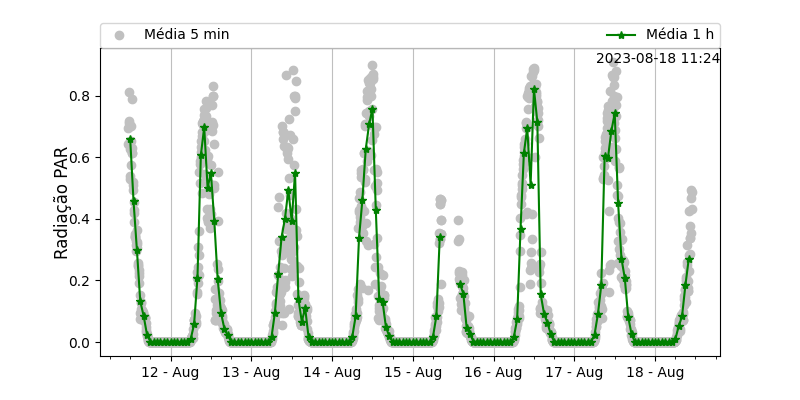 Média 5 min
Média 1 h
2023-08-18 11:24
Radiação PAR
0.8
0.6
0.4
0.2
0.0
12 - Aug
13 - Aug
14 - Aug
15 - Aug
16 - Aug
17 - Aug
18 - Aug